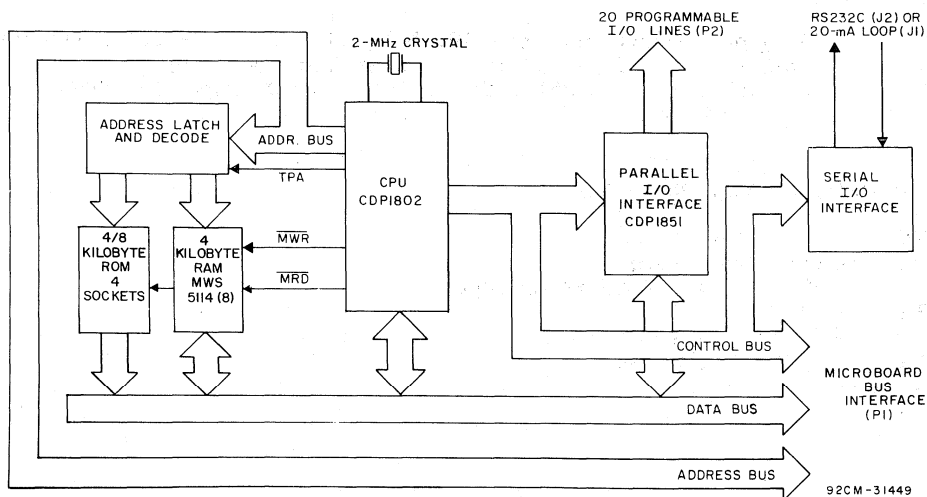 20 PROGRAMMABLE
I/O LINES (P2)
RS232C (J2) OR
20-mA LOOP (J1)
2-MHz CRYSTAL
ADDRESS LATCH
AND DECODE
ADDR. BUS
TPA
CPU
CDP1802
PARALLEL
I/O
INTERFACE
CDP1851
SERIAL
I/O
INTERFACE
4/8
KILOBYTE
ROM
4
SOCKETS
4
KILOBYTE
RAM
MWS
5114 (8)
MWR
MRD
CONTROL BUS
DATA BUS
ADDRESS BUS
MICROBOARD
BUS
INTERFACE
(P1)
92CM-31449